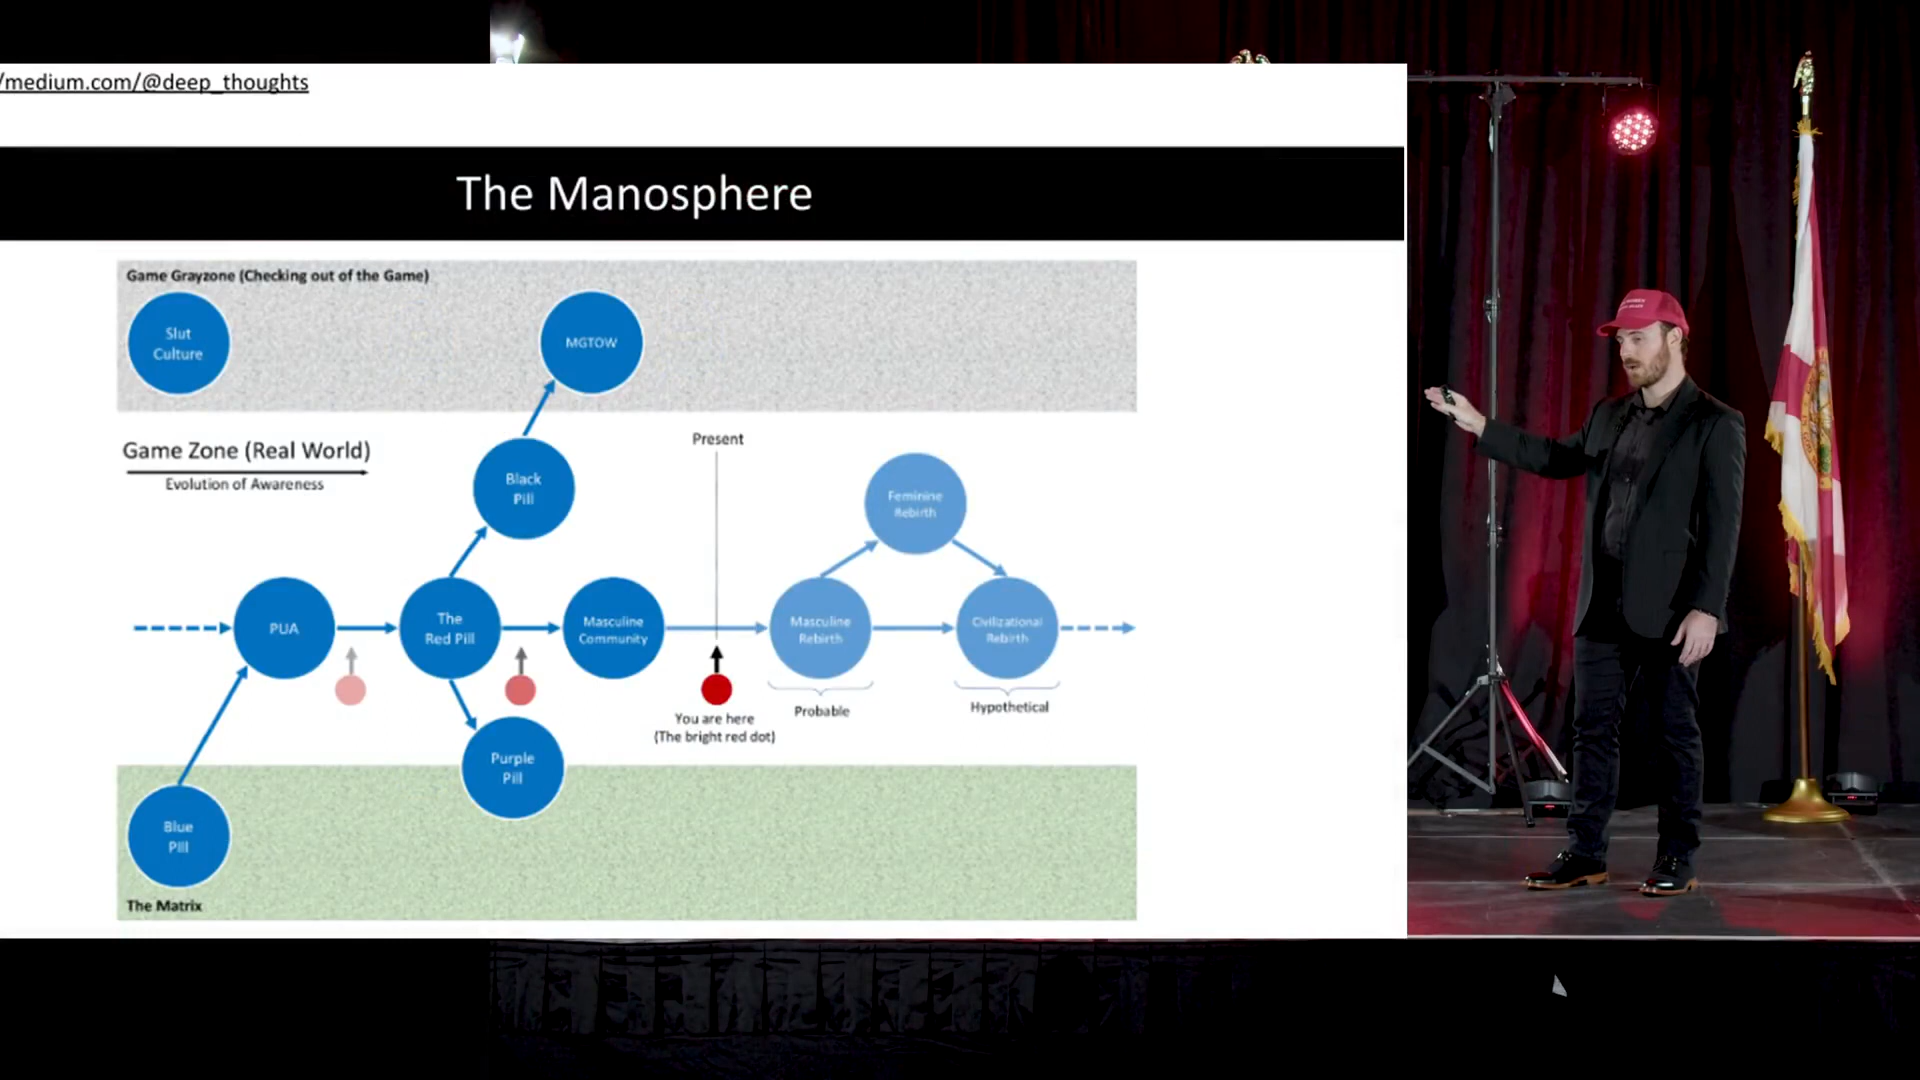 /medium.com/@deep_thoughts
The Manosphere
Game Grayzone (Checking out of the Game)
Slut
Culture
MGTOW
Game Zone (Real World)
Evolution of Awareness
Present
Black
Pill
Feminine
Rebirth
PUA
The
Red Pill
Masculine
Community
Masculine
Rebirth
Civilizational
Rebirth
You are here
(The bright red dot)
Probable
Hypothetical
Purple
Pill
Blue
Pill
The Matrix